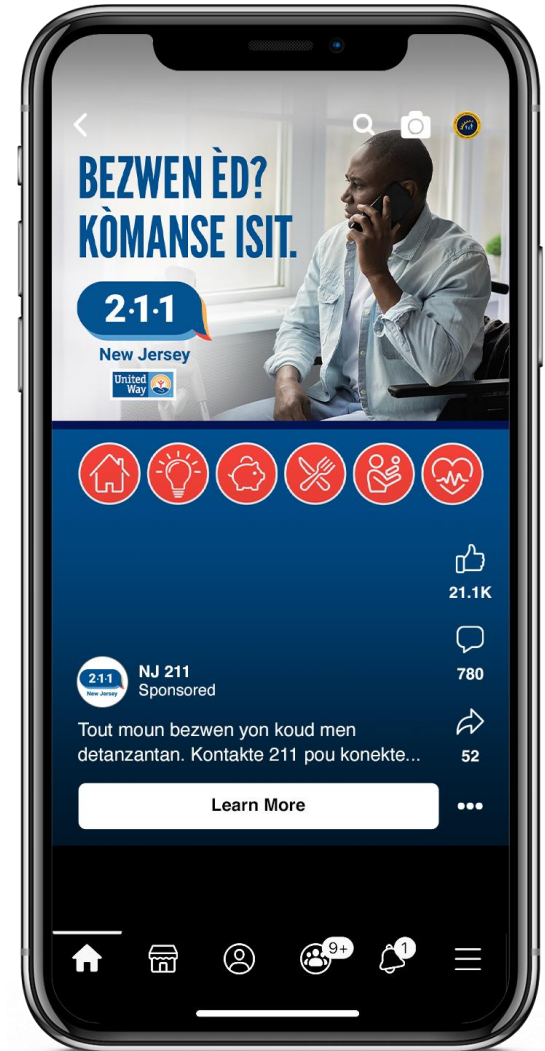 BEZWEN ÈD?
KÒMANSE ISIT.
2·1·1
New Jersey
United
Way
21.1K
780
2·1·1
New Jersey
NJ 211
Sponsored
Tout moun bezwen yon koud men
detanzantan. Kontakte 211 pou konekte...
52
Learn More
9+
1